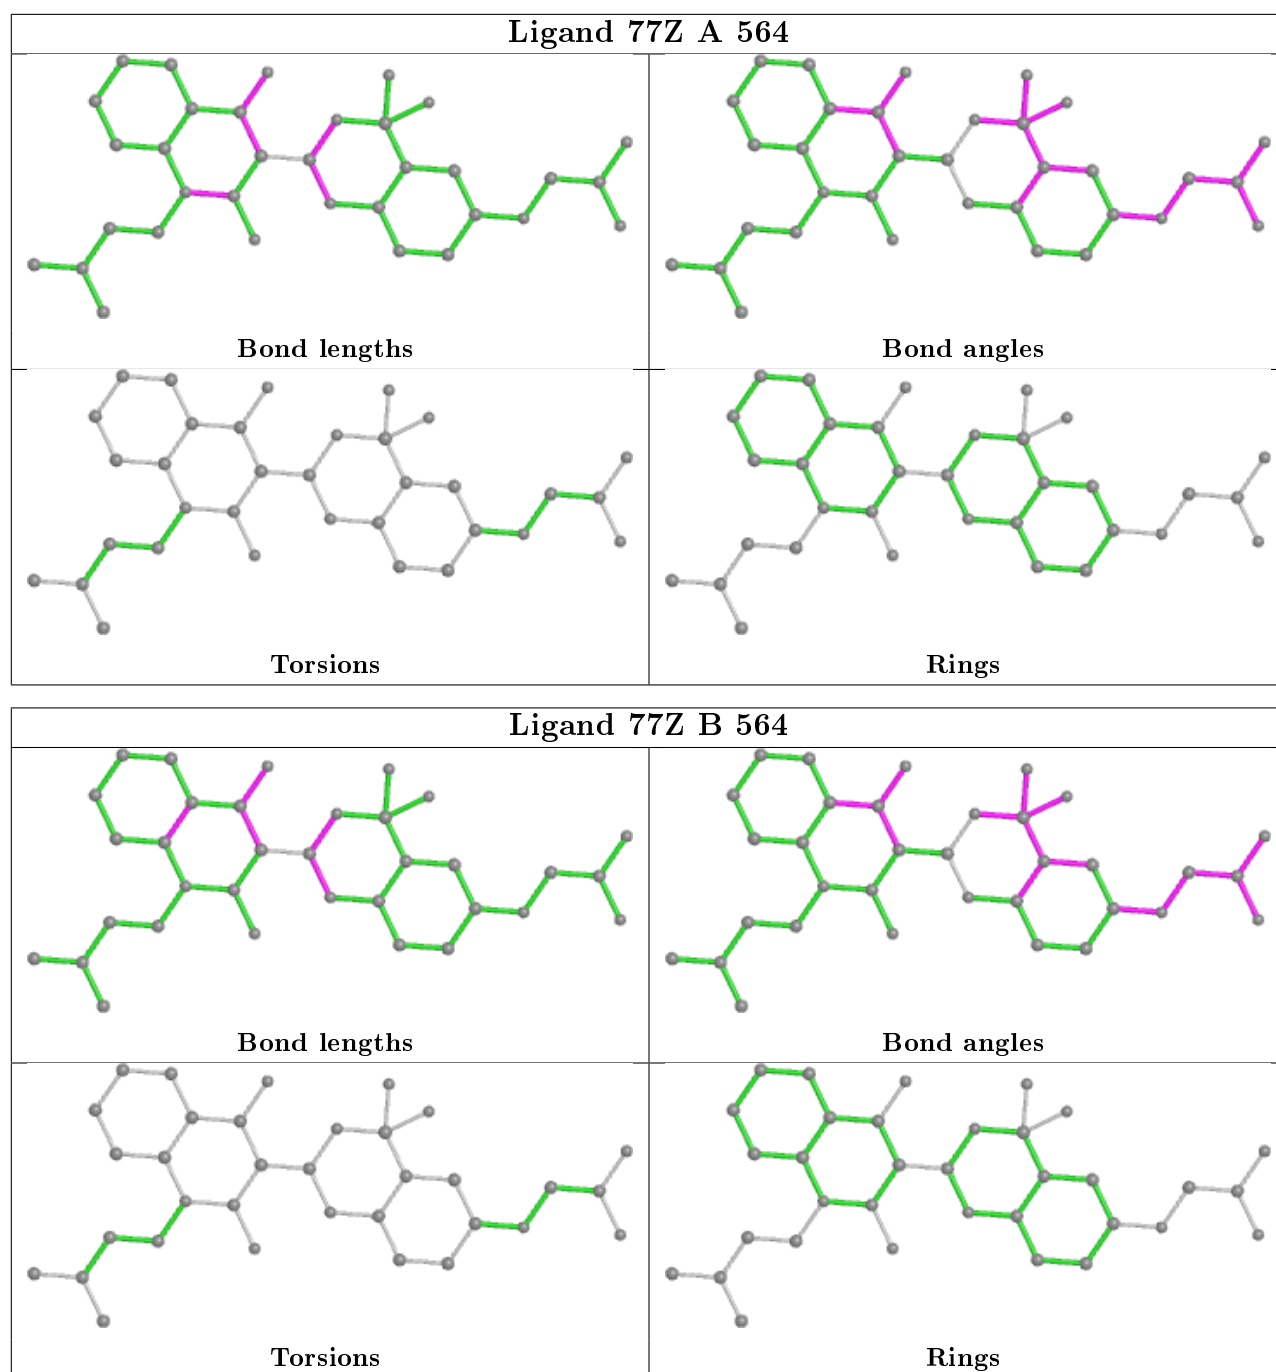 Ligand 77Z A 564
Bond lengths
Bond angles
Torsions
Rings
Ligand 77Z B 564
Bond lengths
Bond angles
Torsions
Rings